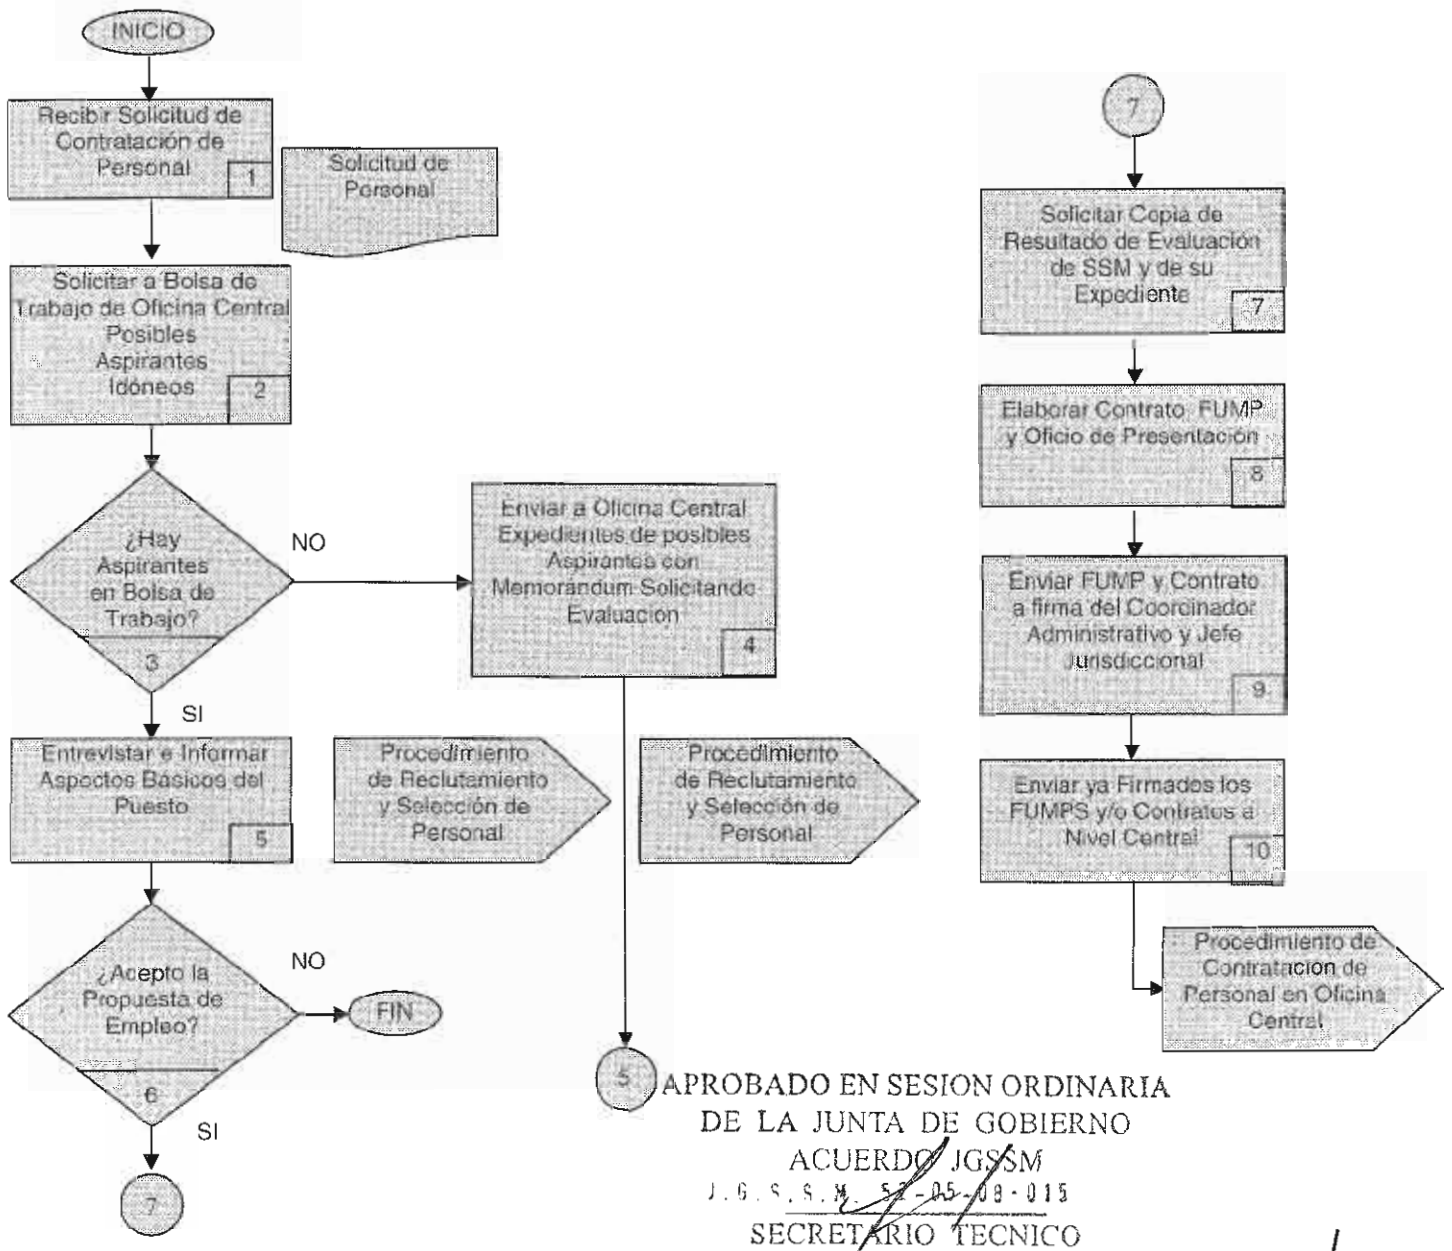 INICIO
Recibir Solicitud de
Contratación de
Personal
1
Solicitud de
Personal
Solicitar a Bolsa de
Trabajo de Oficina Central
Posibles
Aspirantes
Idóneos
2
¿Hay
Aspirantes
en Bolsa de
Trabajo?
3
NO
SI
Enviar a Oficina Central
Expedientes de posibles
Aspirantes con
Memorándum Solicitando
Evaluación
4
Entrevistar e Informar
Aspectos Básicos del
Puesto
5
Procedimiento
de Reclutamiento
y Selección de
Personal
Procedimiento
de Reclutamiento
y Selección de
Personal
¿Acepto la
Propuesta de
Empleo?
6
NO
FIN
SI
7
5
7
Solicitar Copia de
Resultado de Evaluación
de SSM y de su
Expediente
7
Elaborar Contrato FUMP
y Oficio de Presentación
8
Enviar FUMP y Contrato
a firma del Coordinador
Administrativo y Jefe
Jurisdiccional
9
Enviar ya Firmados los
FUMPS y/o Contratos a
Nivel Central
10
Procedimiento de
Contratación de
Personal en Oficina
Central
APROBADO EN SESION ORDINARIA
DE LA JUNTA DE GOBIERNO
ACUERDO JGSSM
J.G.S.S.M. -05-08-015
SECRETARIO TECNICO